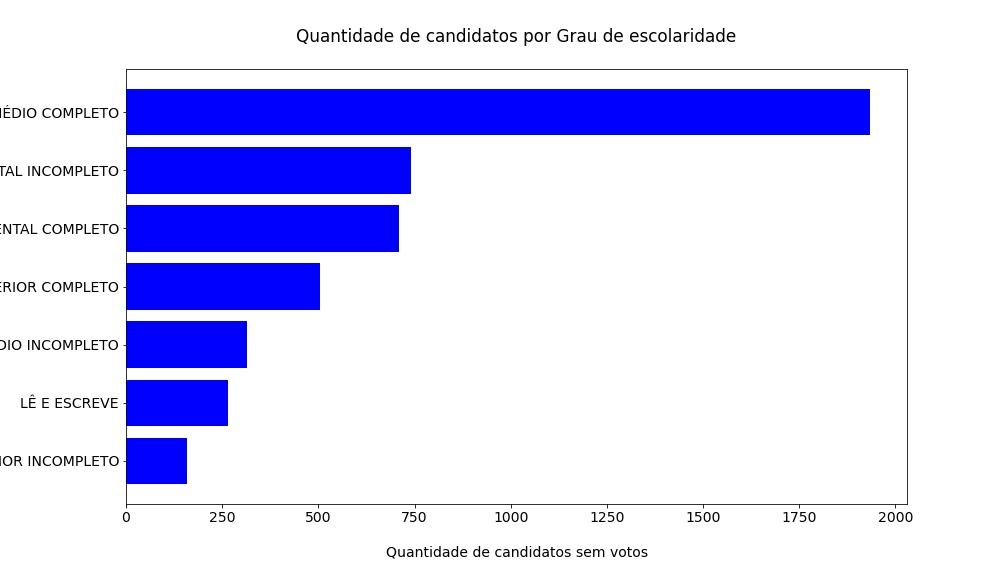 Quantidade de candidatos por Grau de escolaridade
MÉDIO COMPLETO
TAL INCOMPLETO
ENTAL COMPLETO
ERIOR COMPLETO
DIO INCOMPLETO
LÊ E ESCREVE
IOR INCOMPLETO
0 250 500 750 1000 1250 1500 1750 2000
Quantidade de candidatos sem votos